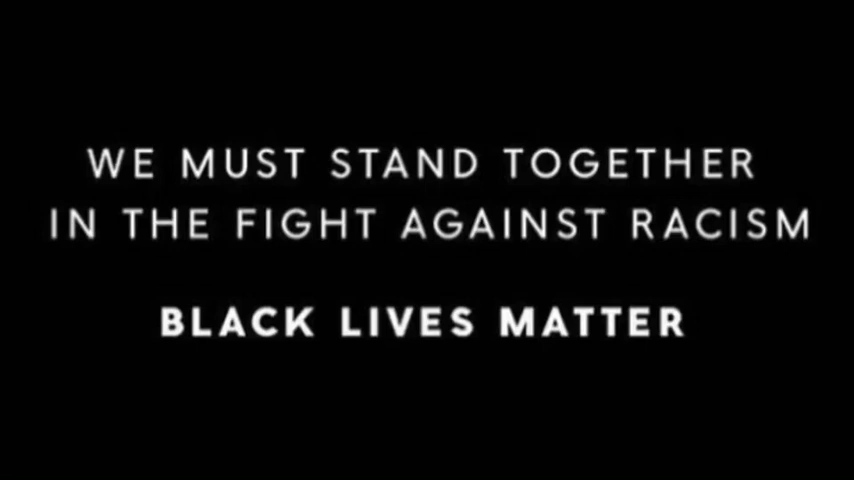 WE MUST STAND TOGETHER
IN THE FIGHT AGAINST RACISM
BLACK LIVES MATTER